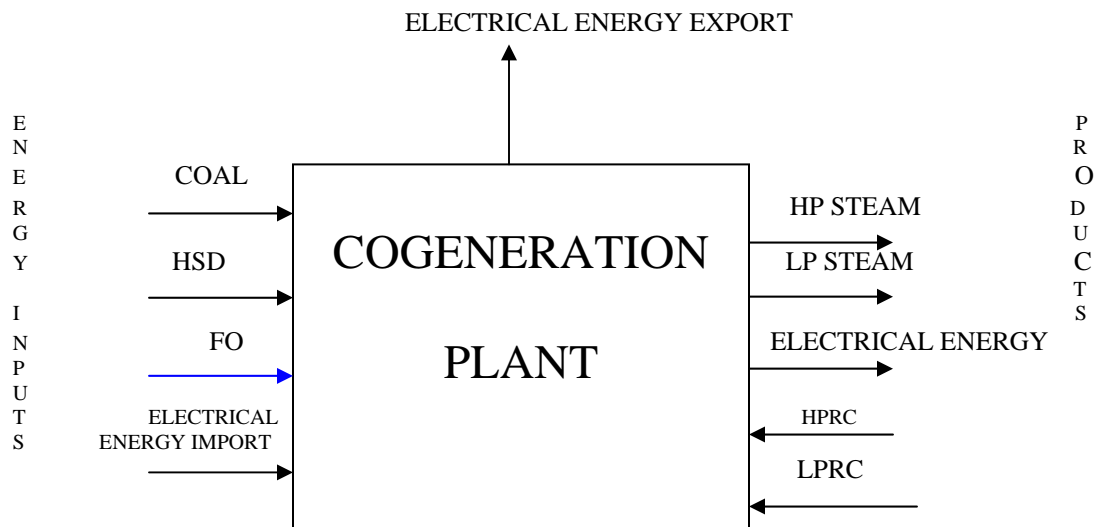 ELECTRICAL ENERGY EXPORT
ENERGY INPUTS
COAL
HSD
FO
ELECTRICAL
ENERGY IMPORT
COGENERATION
PLANT
HP STEAM
LP STEAM
ELECTRICAL ENERGY
HPRC
LPRC
PRODUCTS